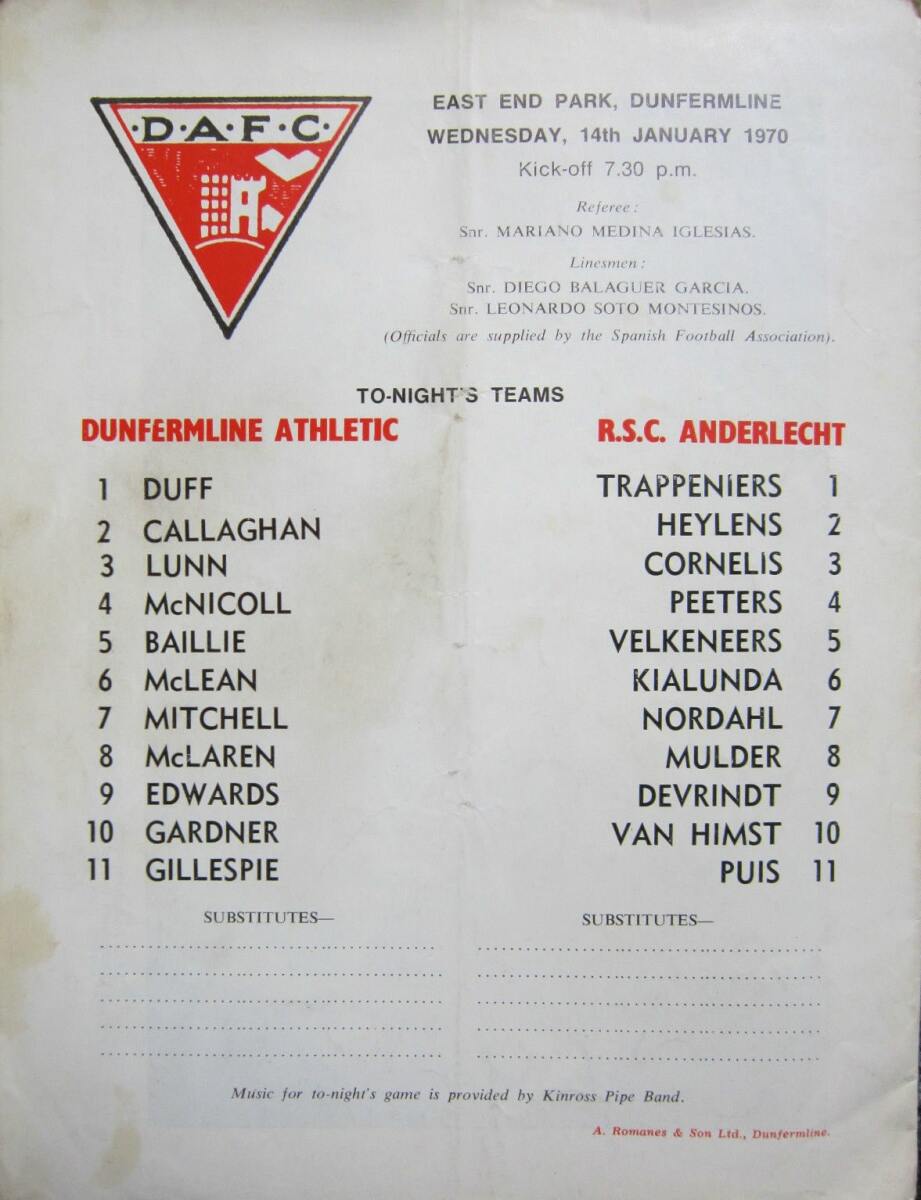 ·D·A·F·C·
EAST END PARK, DUNFERMLINE
WEDNESDAY, 14th JANUARY 1970
Kick-off 7.30 p.m.
Referee :
Snr. MARIANO MEDINA IGLESIAS.
Linesmen :
Snr. DIEGO BALAGUER GARCIA.
Snr. LEONARDO SOTO MONTESINOS.
(Officials are supplied by the Spanish Football Association).
TO-NIGHT'S TEAMS
DUNFERMLINE ATHLETIC R.S.C. ANDERLECHT
1 DUFF TRAPPENIERS 1
2 CALLAGHAN HEYLENS 2
3 LUNN CORNELIS 3
4 McNICOLL PEETERS 4
5 BAILLIE VELKENEERS 5
6 McLEAN KIALUNDA 6
7 MITCHELL NORDAHL 7
8 McLAREN MULDER 8
9 EDWARDS DEVRINDT 9
10 GARDNER VAN HIMST 10
11 GILLESPIE PUIS 11
SUBSTITUTES— SUBSTITUTES—
Music for to-night's game is provided by Kinross Pipe Band.
A. Romanes & Son Ltd., Dunfermline.